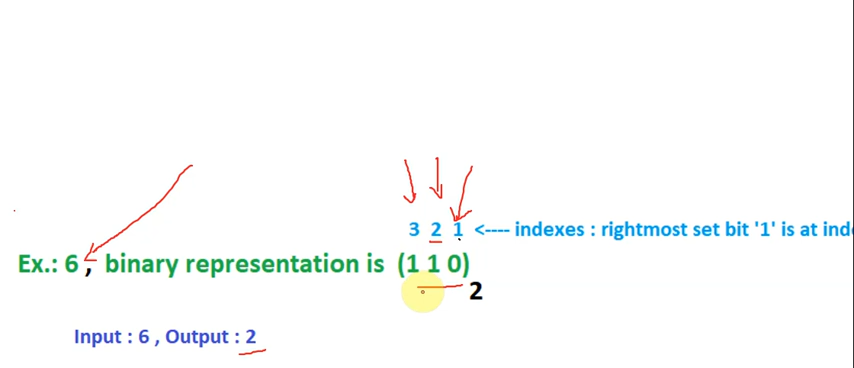 3 2 1 <---- indexes : rightmost set bit '1' is at ind
Ex.: 6 , binary representation is (1 1 0)
2
Input : 6 , Output : 2